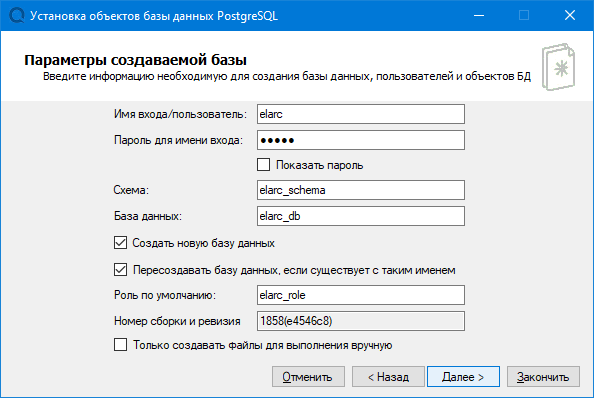 Установка объектов базы данных PostgreSQL
Параметры создаваемой базы
Введите информацию необходимую для создания базы данных, пользователей и объектов БД
Имя входа/пользователь: elarc
Пароль для имени входа: ●●●●●
Показать пароль
Схема: elarc_schema
База данных: elarc_db
Создать новую базу данных
Пересоздавать базу данных, если существует с таким именем
Роль по умолчанию: elarc_role
Номер сборки и ревизия 1858(e4546c8)
Только создавать файлы для выполнения вручную
Отменить < Назад Далее > Закончить